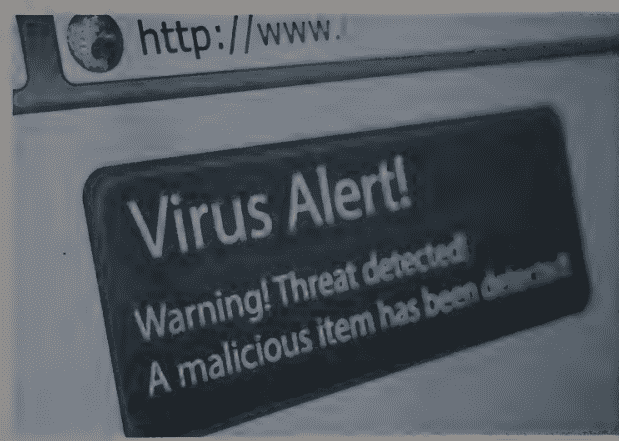 http://www.
Virus Alert!
Warning! Threat detected!
A malicious item has been detected!